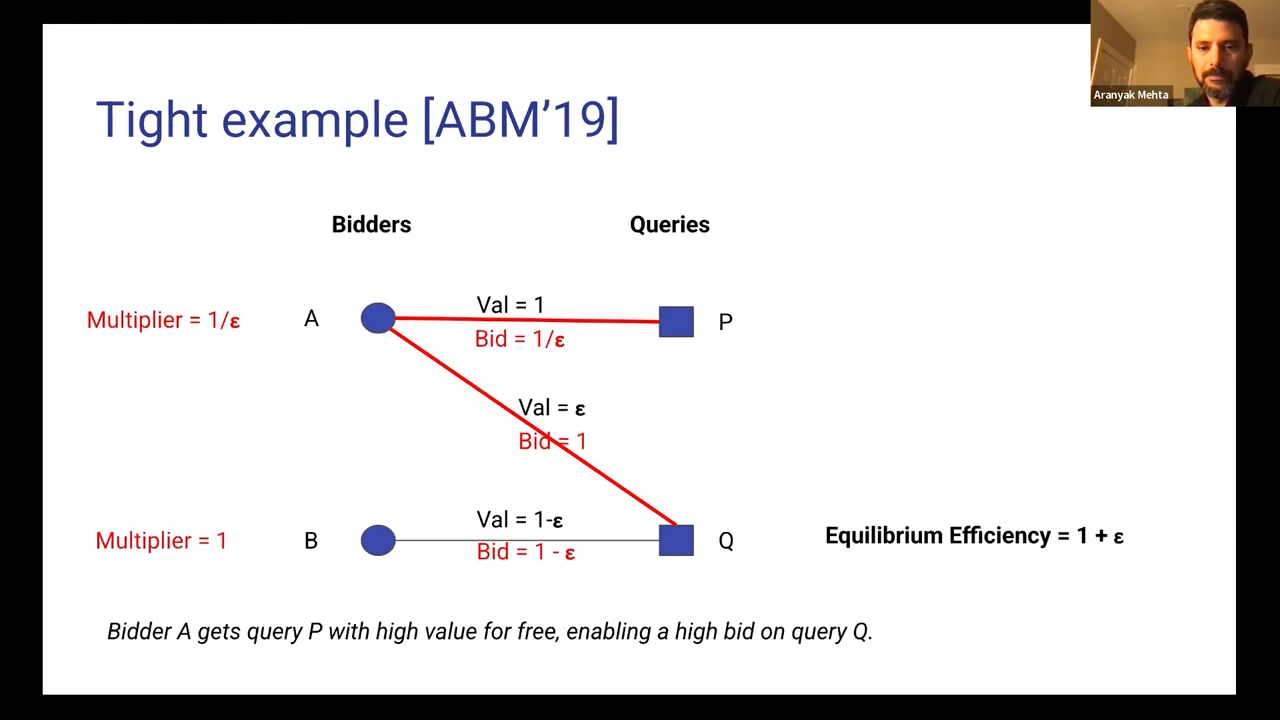 Aranyak Mehta
Tight example [ABM’19]
Bidders
Queries
Multiplier = 1/ε
A
Val = 1
Bid = 1/ε
P
Val = ε
Bid = 1
Multiplier = 1
B
Val = 1-ε
Bid = 1 - ε
Q
Equilibrium Efficiency = 1 + ε
Bidder A gets query P with high value for free, enabling a high bid on query Q.